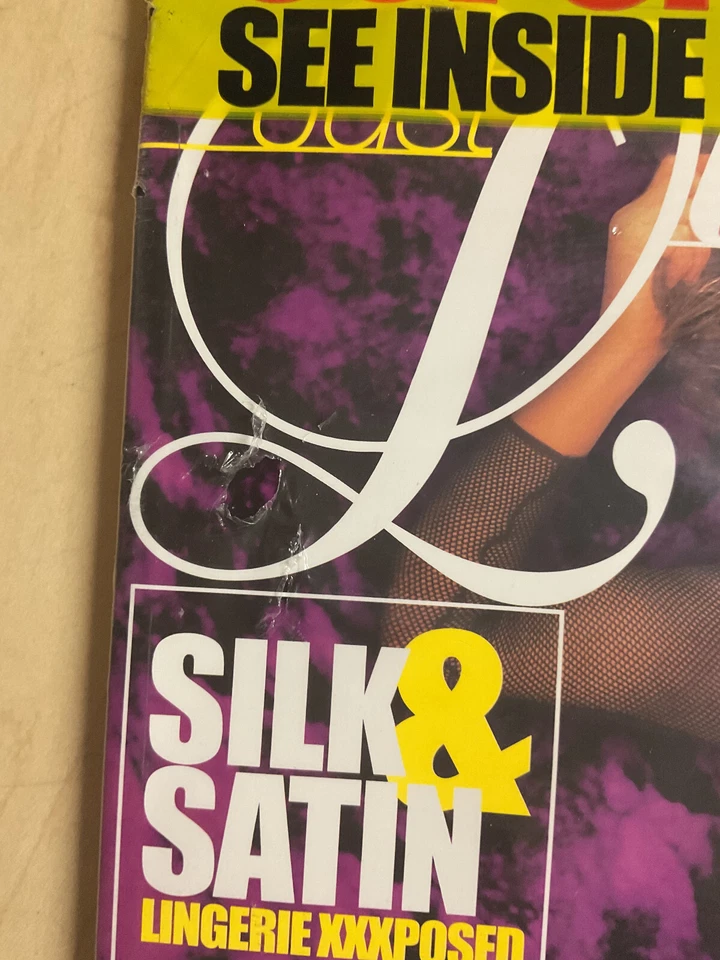 SEE INSIDE
Just
L
SILK &
SATIN
LINGERIE XXXPOSED